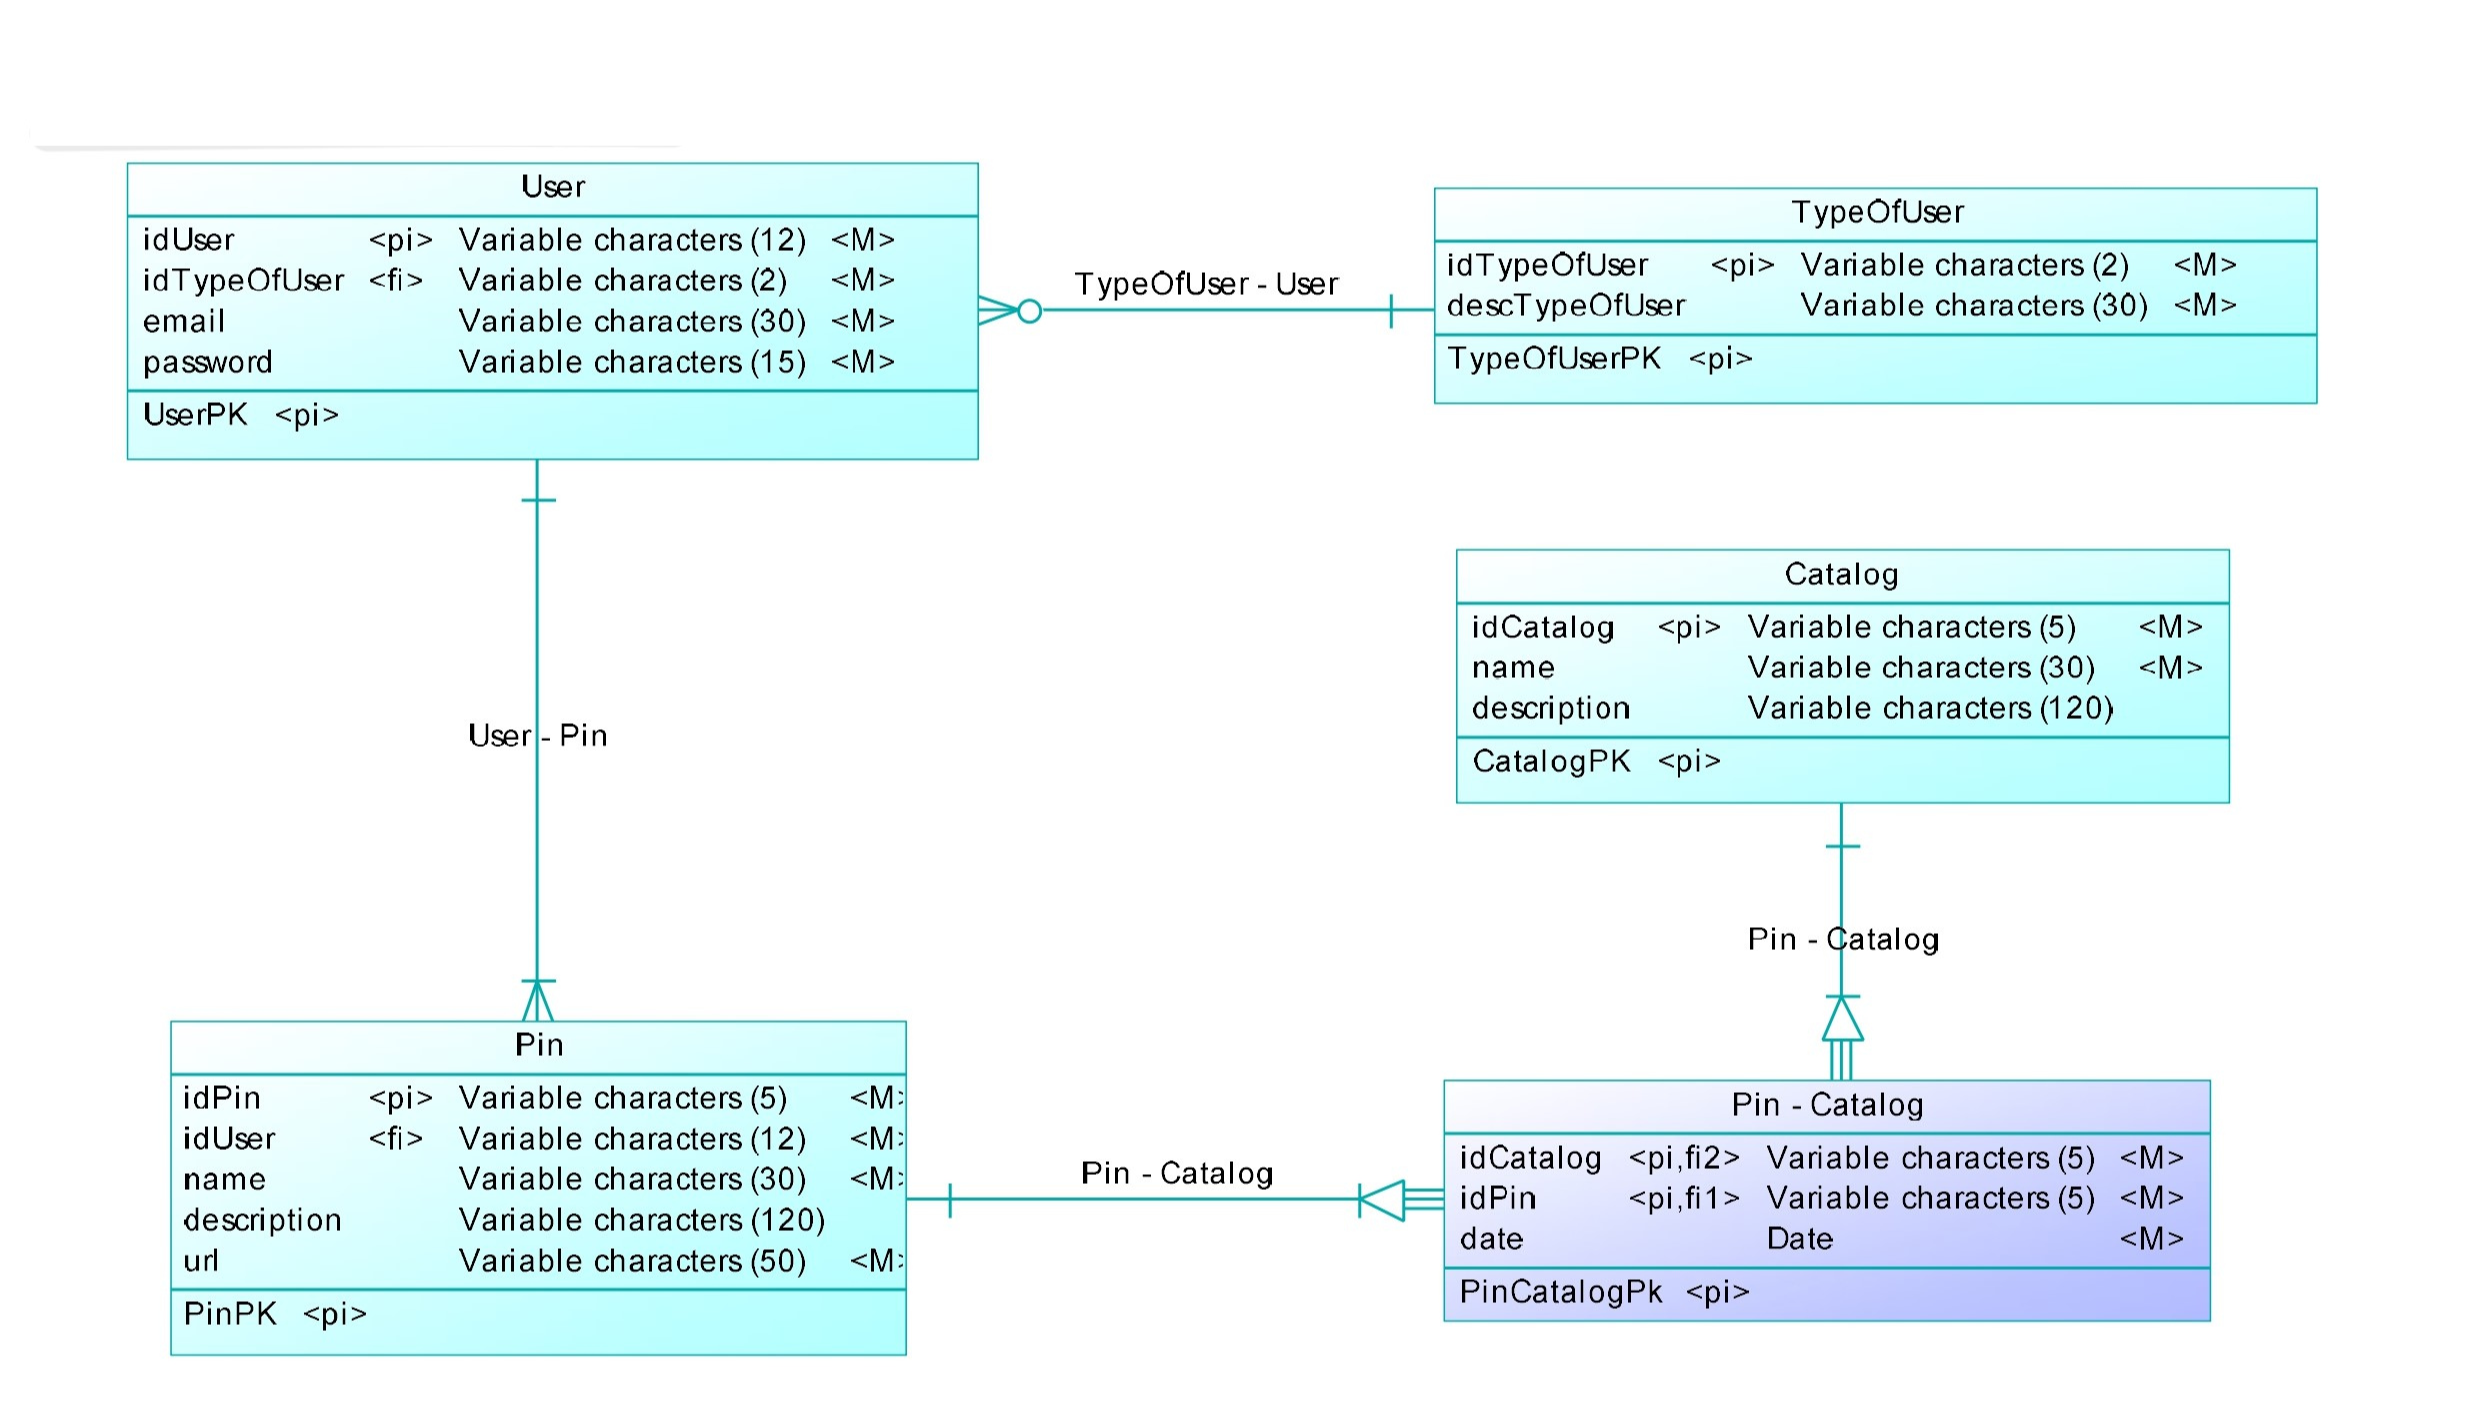 User
idUser <pi> Variable characters (12) <M>
idTypeOfUser <fi> Variable characters (2) <M>
email Variable characters (30) <M>
password Variable characters (15) <M>
UserPK <pi>
TypeOfUser - User
TypeOfUser
idTypeOfUser <pi> Variable characters (2) <M>
descTypeOfUser Variable characters (30) <M>
TypeOfUserPK <pi>
Catalog
idCatalog <pi> Variable characters (5) <M>
name Variable characters (30) <M>
description Variable characters (120)
CatalogPK <pi>
User - Pin
Pin - Catalog
Pin
idPin <pi> Variable characters (5) <M>
idUser <fi> Variable characters (12) <M>
name Variable characters (30) <M>
description Variable characters (120)
url Variable characters (50) <M>
PinPK <pi>
Pin - Catalog
Pin - Catalog
idCatalog <pi,fi2> Variable characters (5) <M>
idPin <pi,fi1> Variable characters (5) <M>
date Date <M>
PinCatalogPk <pi>